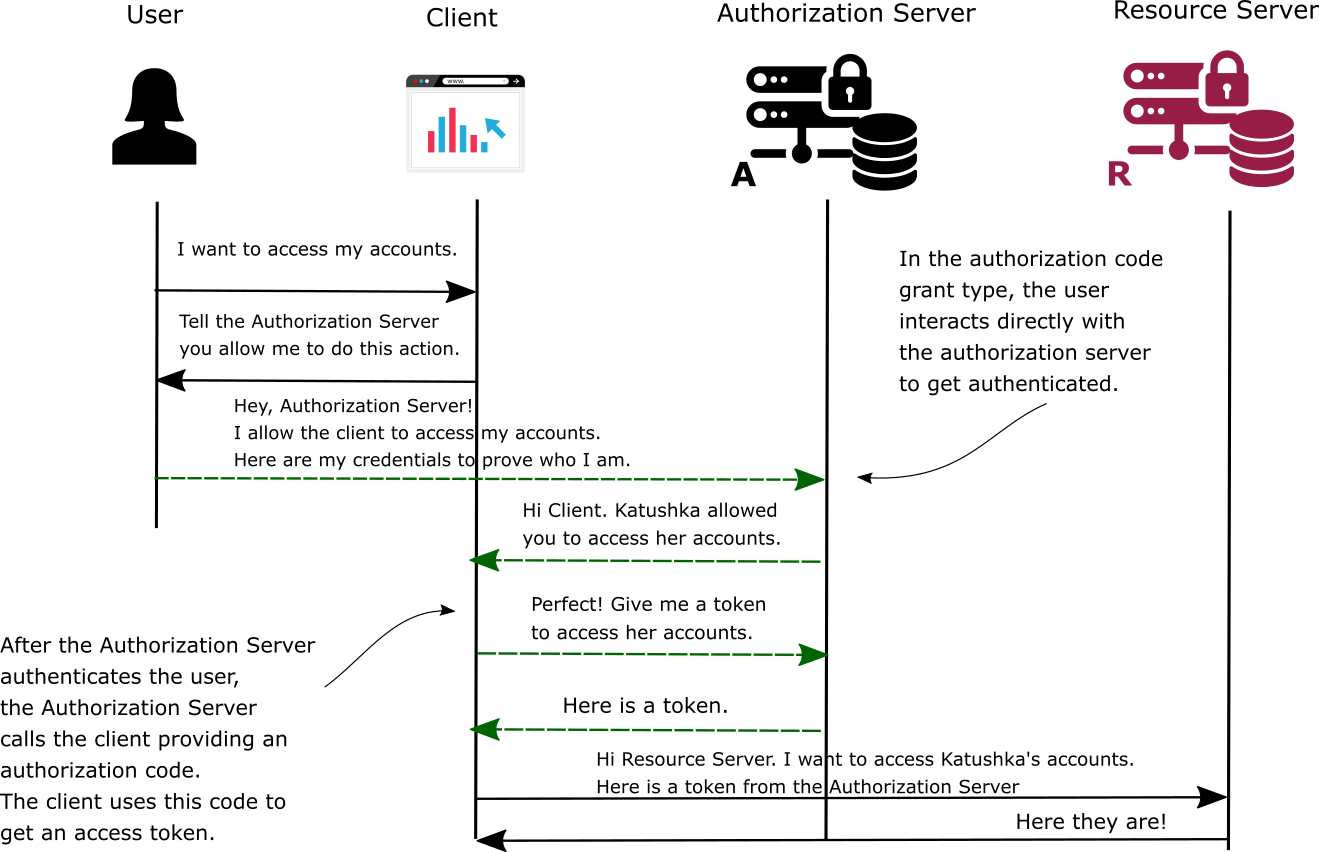 User
Client
Authorization Server
Resource Server
www.
A
R
I want to access my accounts.
In the authorization code
grant type, the user
interacts directly with
the authorization server
to get authenticated.
Tell the Authorization Server
you allow me to do this action.
Hey, Authorization Server!
I allow the client to access my accounts.
Here are my credentials to prove who I am.
Hi Client. Katushka allowed
you to access her accounts.
Perfect! Give me a token
to access her accounts.
After the Authorization Server
authenticates the user,
the Authorization Server
calls the client providing an
authorization code.
The client uses this code to
get an access token.
Here is a token.
Hi Resource Server. I want to access Katushka's accounts.
Here is a token from the Authorization Server
Here they are!